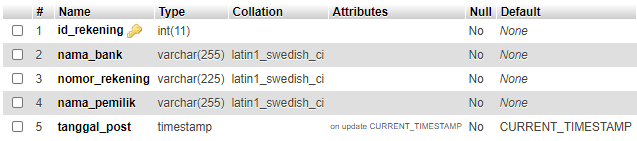 # Name Type Collation Attributes Null Default
1 id_rekening int(11) No None
2 nama_bank varchar(255) latin1_swedish_ci No None
3 nomor_rekening varchar(225) latin1_swedish_ci No None
4 nama_pemilik varchar(255) latin1_swedish_ci No None
5 tanggal_post timestamp on update CURRENT_TIMESTAMP No CURRENT_TIMESTAMP